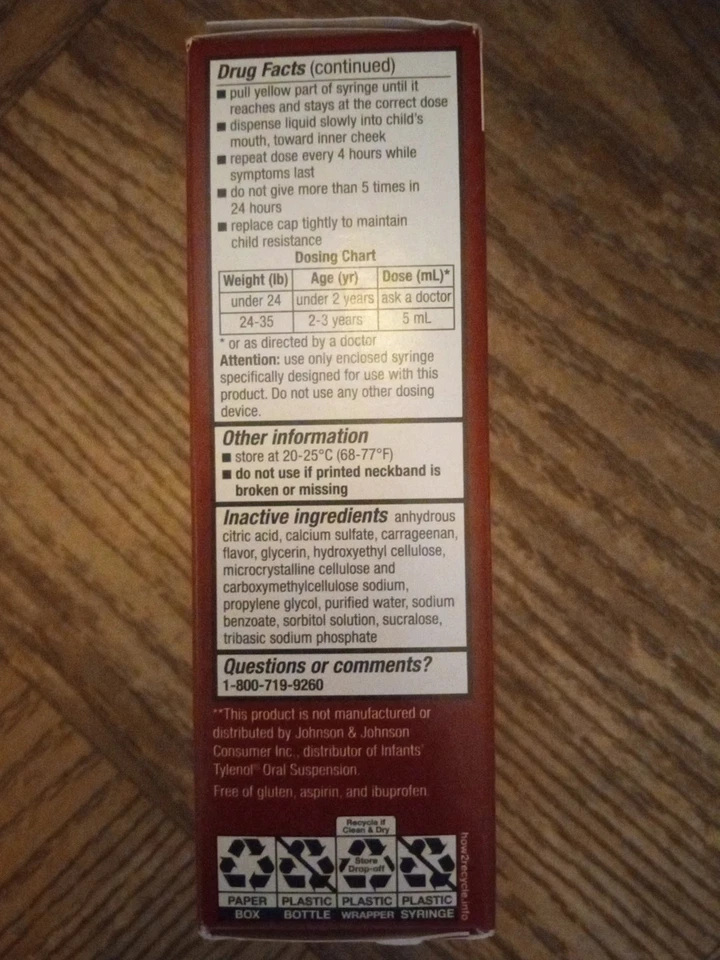 Drug Facts (continued)
■ pull yellow part of syringe until it
reaches and stays at the correct dose
■ dispense liquid slowly into child's
mouth, toward inner cheek
■ repeat dose every 4 hours while
symptoms last
■ do not give more than 5 times in
24 hours
■ replace cap tightly to maintain
child resistance
Dosing Chart
Weight (lb) Age (yr) Dose (mL)*
under 24 under 2 years ask a doctor
24-35 2-3 years 5 mL
* or as directed by a doctor
Attention: use only enclosed syringe
specifically designed for use with this
product. Do not use any other dosing
device.
Other information
■ store at 20-25°C (68-77°F)
■ do not use if printed neckband is
broken or missing
Inactive ingredients anhydrous
citric acid, calcium sulfate, carrageenan,
flavor, glycerin, hydroxyethyl cellulose,
microcrystalline cellulose and
carboxymethylcellulose sodium,
propylene glycol, purified water, sodium
benzoate, sorbitol solution, sucralose,
tribasic sodium phosphate
Questions or comments?
1-800-719-9260
**This product is not manufactured or
distributed by Johnson & Johnson
Consumer Inc., distributor of Infants'
Tylenol® Oral Suspension.
Free of gluten, aspirin, and ibuprofen.
Recycle if
Clean & Dry
Store
Drop-off
PAPER PLASTIC PLASTIC PLASTIC
BOX BOTTLE WRAPPER SYRINGE
how2recycle.info